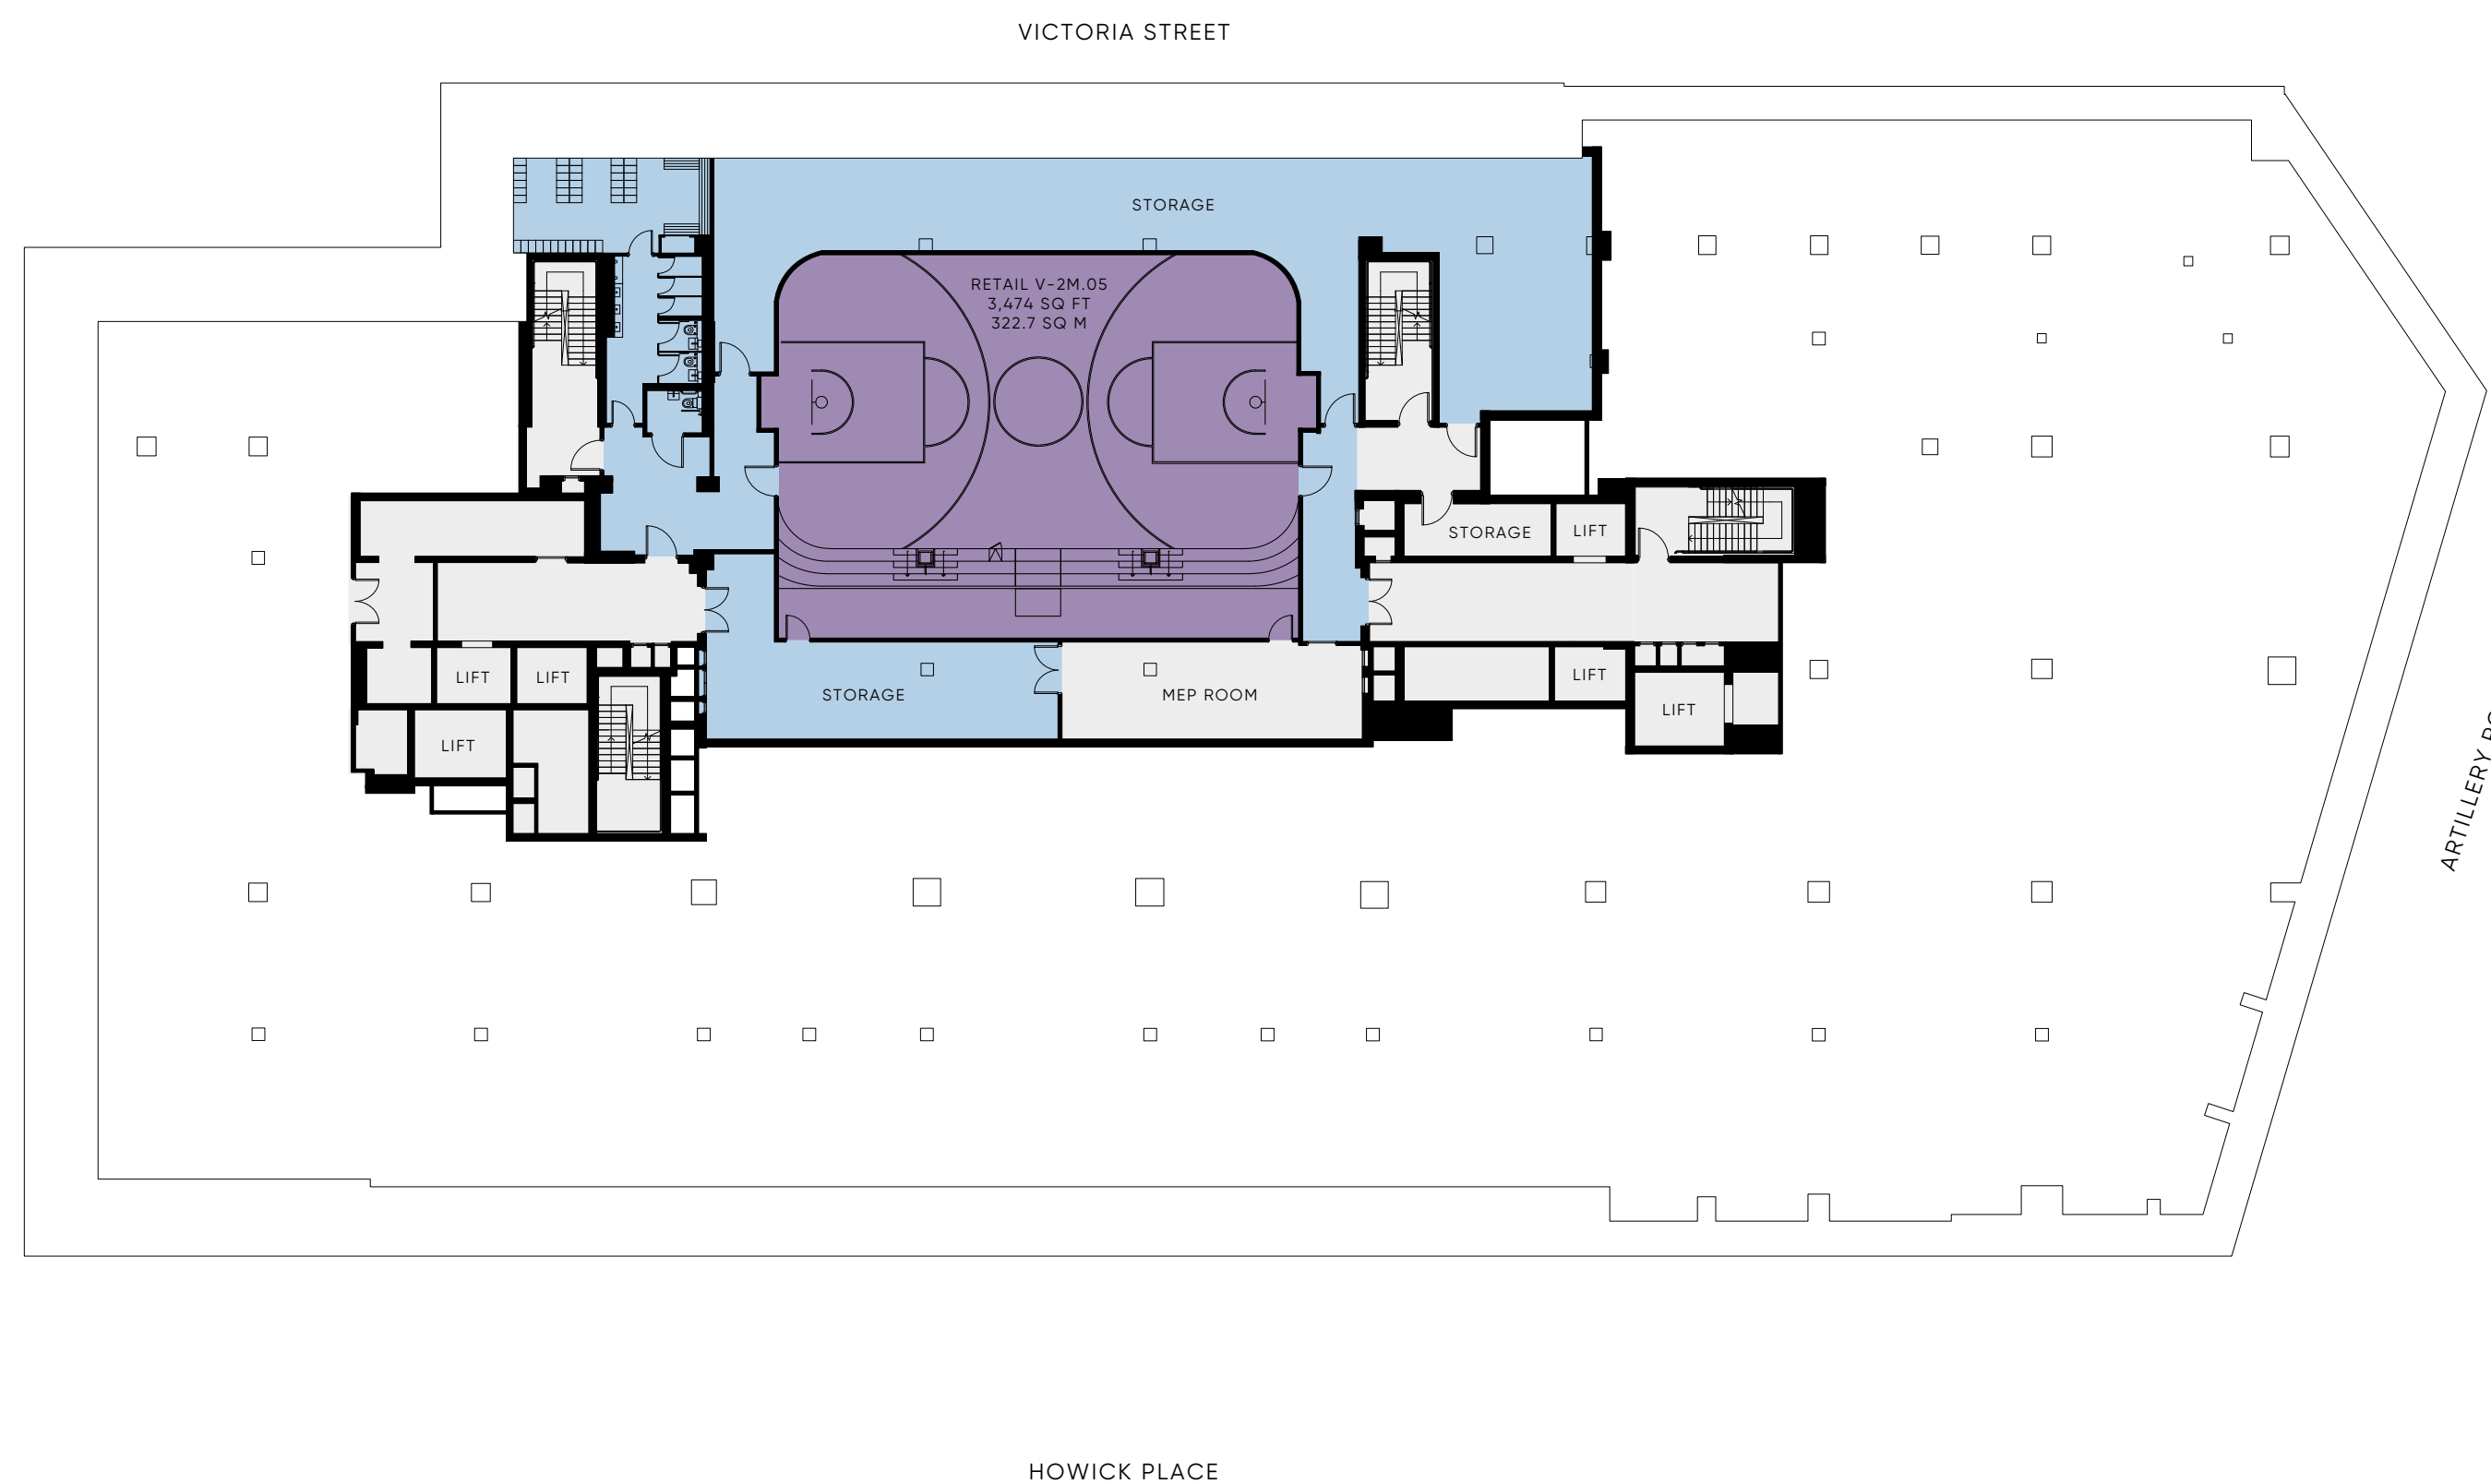 VICTORIA STREET
STORAGE
RETAIL V-2M.05
3,474 SQ FT
322.7 SQ M
STORAGE
LIFT
LIFT
LIFT
STORAGE
MEP ROOM
LIFT
LIFT
LIFT
ARTILLERY
HOWICK PLACE